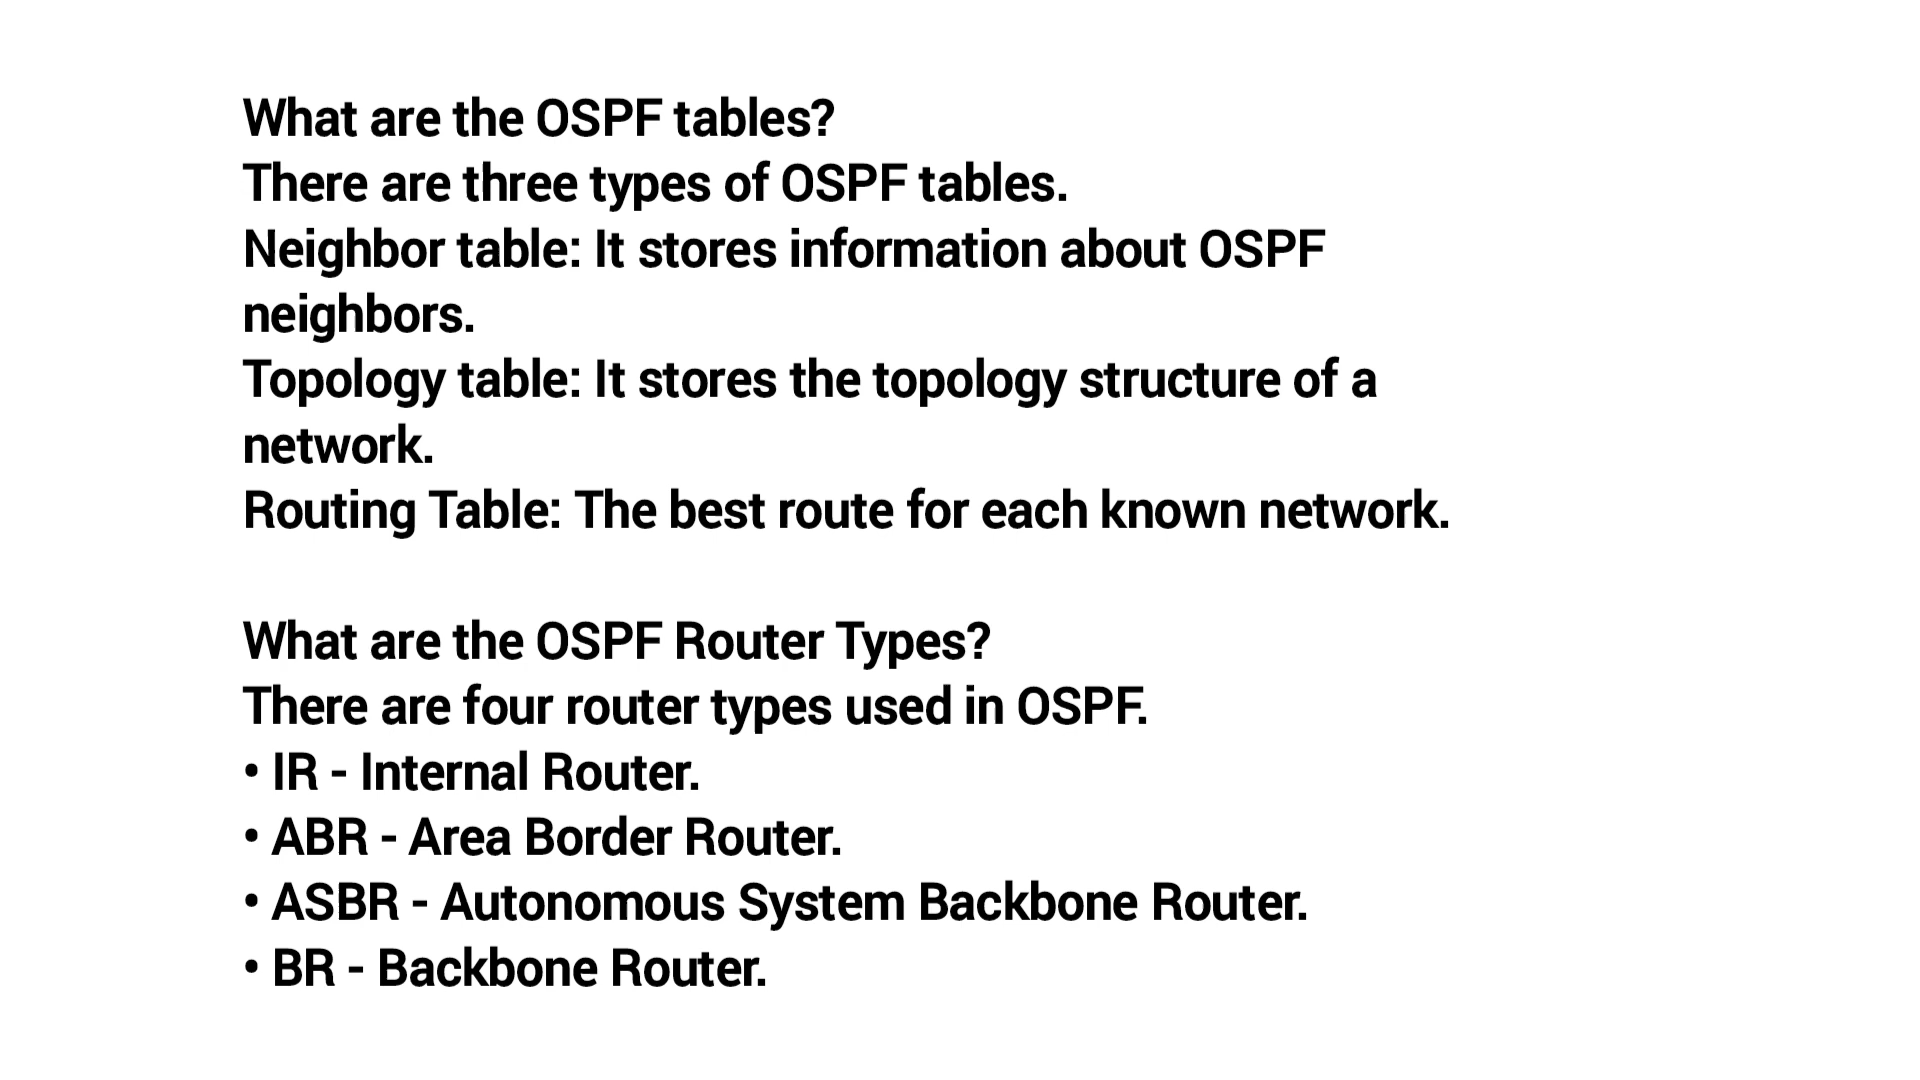 What are the OSPF tables?
There are three types of OSPF tables.
Neighbor table: It stores information about OSPF
neighbors.
Topology table: It stores the topology structure of a
network.
Routing Table: The best route for each known network.
What are the OSPF Router Types?
There are four router types used in OSPF.
• IR - Internal Router.
• ABR - Area Border Router.
• ASBR - Autonomous System Backbone Router.
• BR - Backbone Router.